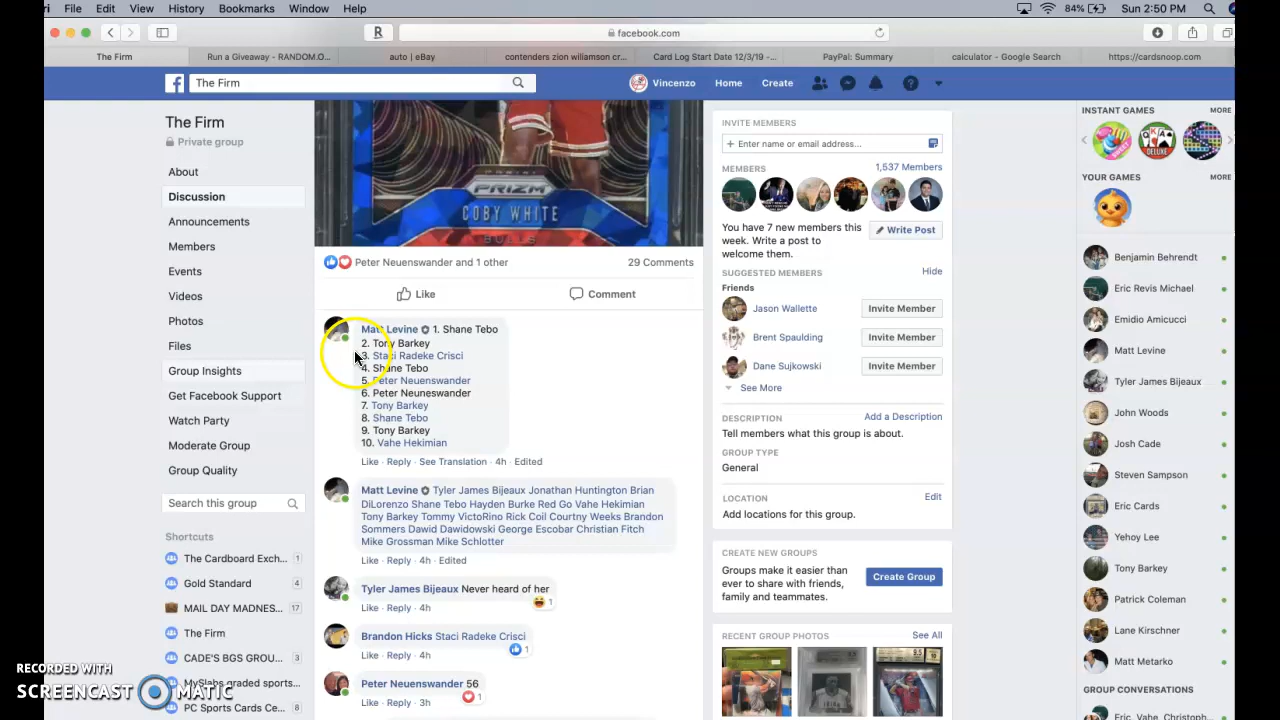 ri File Edit View History Bookmarks Window Help
84% Sun 2:50 PM
R facebook.com
The Firm
Run a Giveaway - RANDOM.O...
auto | eBay
contenders zion wiliamson cr...
Card Log Start Date 12/3/19 -...
PayPal: Summary
calculator - Google Search
https://cardsnoop.com
The Firm
Vincenzo Home Create
The Firm
Private group
About
Discussion
Announcements
Members
Events
Videos
Photos
Files
Group Insights
Get Facebook Support
Watch Party
Moderate Group
Group Quality
Search this group
Shortcuts
The Cardboard Exch... 1
Gold Standard 4
MAIL DAY MADNES... 17
The Firm
CADE'S BGS GROU...
MySlabs graded sports...
PC Sports Cards Ce... 8
PRIZM
COBY WHITE
BULLS
Peter Neuenswander and 1 other 29 Comments
Like Comment
Matt Levine 1. Shane Tebo
2. Tony Barkey
3. Staci Radeke Crisci
4. Shane Tebo
5. Peter Neuenswander
6. Peter Neuneswander
7. Tony Barkey
8. Shane Tebo
9. Tony Barkey
10. Vahe Hekimian
Like · Reply · See Translation · 4h · Edited
Matt Levine Tyler James Bijeaux Jonathan Huntington Brian
DiLorenzo Shane Tebo Hayden Burke Red Go Vahe Hekimian
Tony Barkey Tommy VictoRino Rick Coil Courtny Weeks Brandon
Sommers Dawid Dawidowski George Escobar Christian Fitch
Mike Grossman Mike Schlotter
Like · Reply · 4h · Edited
Tyler James Bijeaux Never heard of her
1
Like · Reply · 4h
Brandon Hicks Staci Radeke Crisci
1
Like · Reply · 4h
Peter Neuenswander 56
1
Like · Reply · 3h
INVITE MEMBERS
+ Enter name or email address...
MEMBERS 1,537 Members
You have 7 new members this
week. Write a post to
welcome them.
Write Post
SUGGESTED MEMBERS Hide
Friends
Jason Wallette Invite Member
Brent Spaulding Invite Member
Dane Sujkowski Invite Member
See More
DESCRIPTION Add a Description
Tell members what this group is about.
GROUP TYPE
General
LOCATION Edit
Add locations for this group.
CREATE NEW GROUPS
Groups make it easier than
ever to share with friends,
family and teammates.
Create Group
RECENT GROUP PHOTOS See All
INSTANT GAMES MORE
YOUR GAMES MORE
Benjamin Behrendt
Eric Revis Michael
Emidio Amicucci
Matt Levine
Tyler James Bijeaux
John Woods
Josh Cade
Steven Sampson
Eric Cards
Yehoy Lee
Tony Barkey
Patrick Coleman
Lane Kirschner
Matt Metarko
GROUP CONVERSATIONS
Eric, Vahe, Christoph...
RECORDED WITH
SCREENCAST MATIC